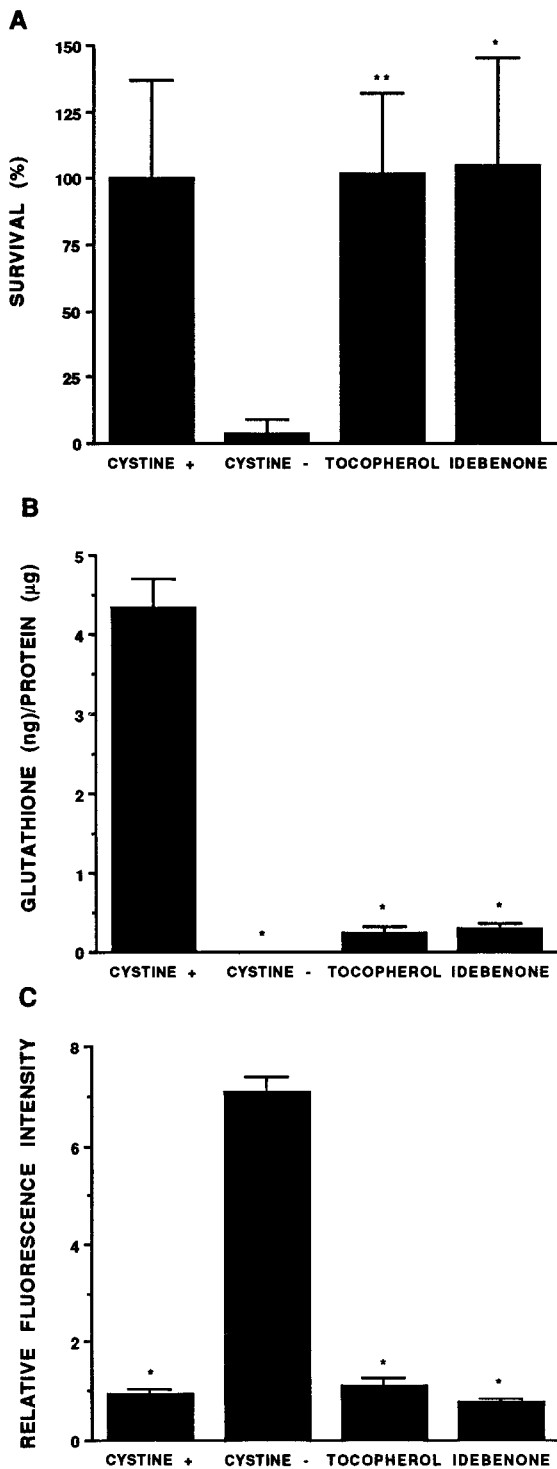 A
SURVIVAL (%)
150
125
100
75
50
25
0
**
*
CYSTINE + CYSTINE - TOCOPHEROL IDEBENONE
B
GLUTATHIONE (ng)/PROTEIN (µg)
5
4
3
2
1
0
* * *
CYSTINE + CYSTINE - TOCOPHEROL IDEBENONE
C
RELATIVE FLUORESCENCE INTENSITY
8
6
4
2
0
* * *
CYSTINE + CYSTINE - TOCOPHEROL IDEBENONE